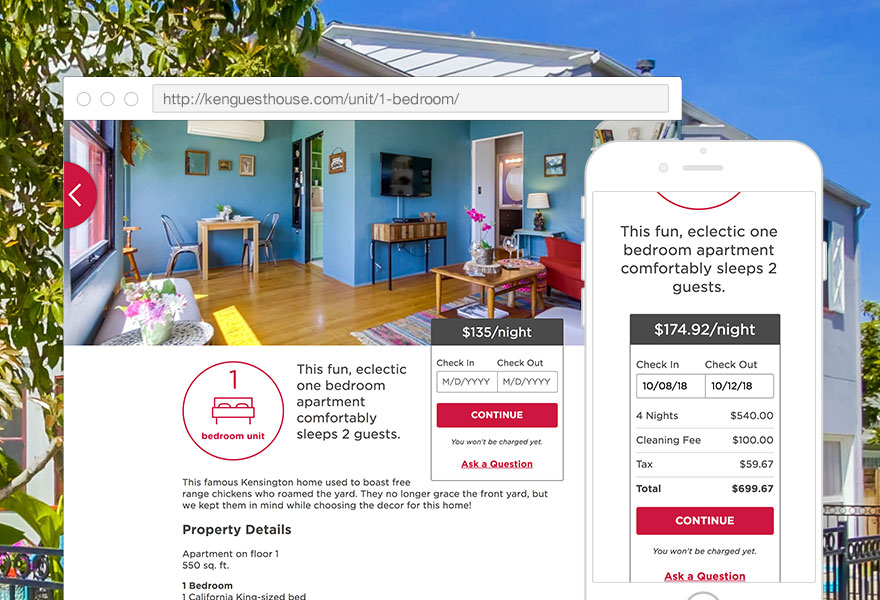 http://kenguesthouse.com/unit/1-bedroom/
$135/night
Check In Check Out
M/D/YYYY M/D/YYYY
CONTINUE
You won't be charged yet.
Ask a Question
1
bedroom unit
This fun, eclectic
one bedroom
apartment
comfortably
sleeps 2 guests.
This famous Kensington home used to boast free
range chickens who roamed the yard. They no longer grace the front yard, but
we kept them in mind while choosing the decor for this home!
Property Details
Apartment on floor 1
550 sq. ft.
1 Bedroom
1 California King-sized bed
This fun, eclectic one
bedroom apartment
comfortably sleeps 2
guests.
$174.92/night
Check In Check Out
10/08/18 10/12/18
4 Nights $540.00
Cleaning Fee $100.00
Tax $59.67
Total $699.67
CONTINUE
You won't be charged yet.
Ask a Question